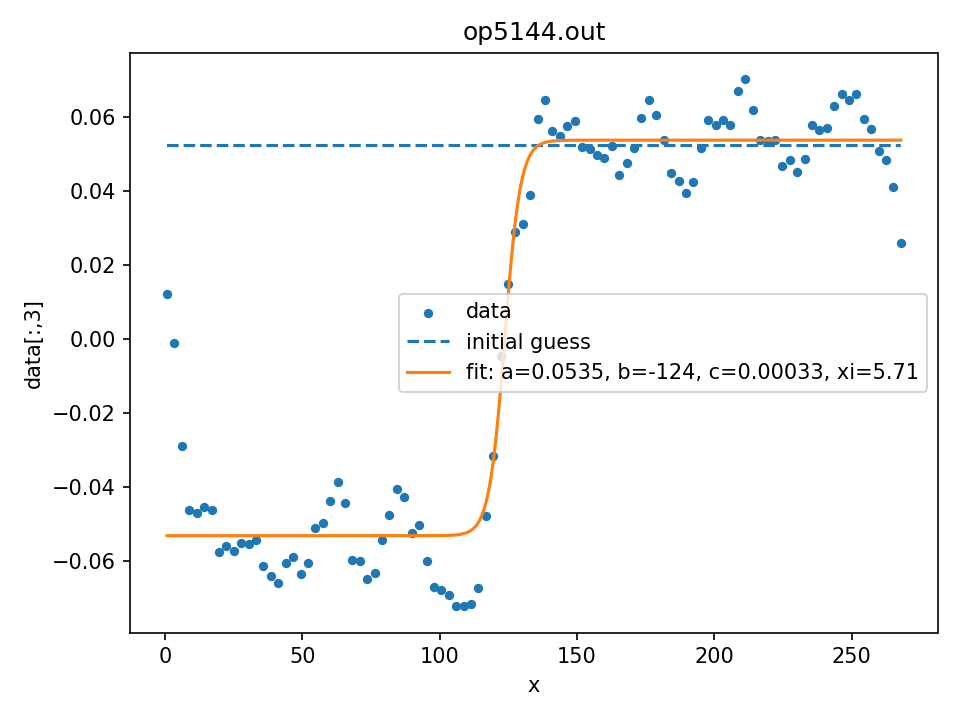 op5144.out
0.06
0.04
0.02
0.00
−0.02
−0.04
−0.06
data[:,3]
data
initial guess
fit: a=0.0535, b=-124, c=0.00033, xi=5.71
0 50 100 150 200 250
x